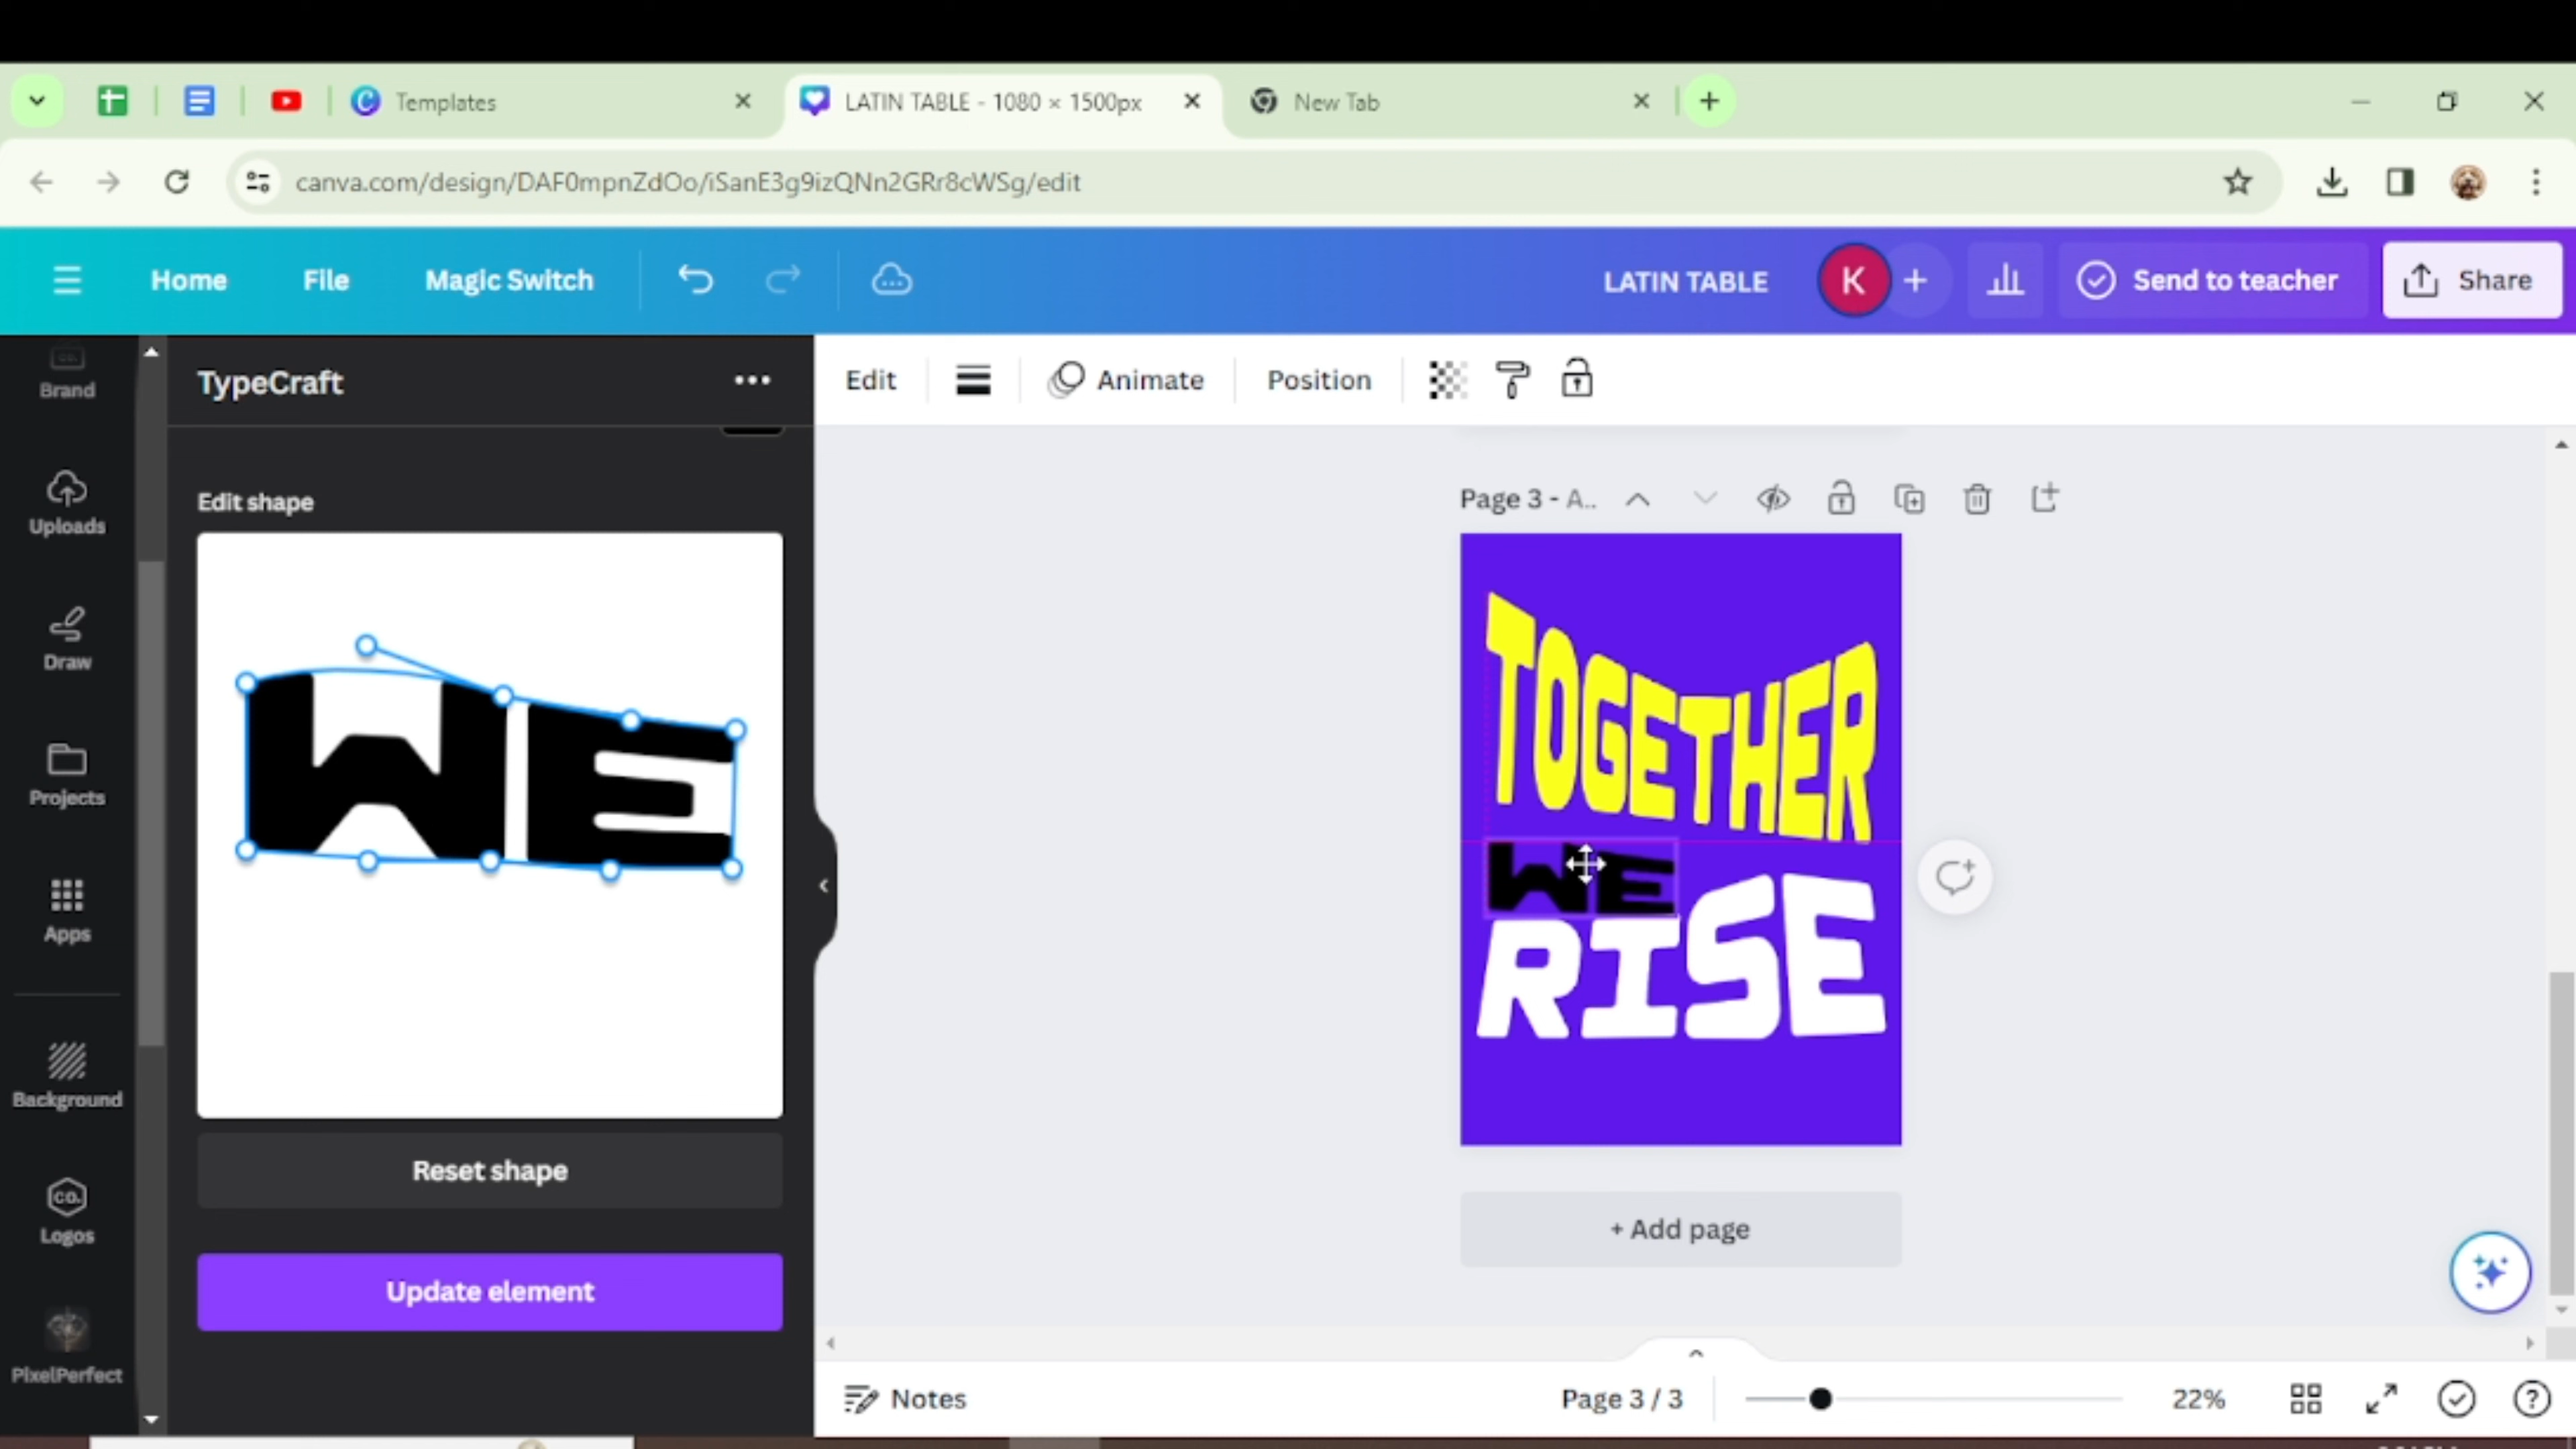 Templates
LATIN TABLE - 1080 × 1500px
New Tab
canva.com/design/DAF0mpnZdOo/iSanE3g9izQNn2GRr8cWSg/edit
Home
File
Magic Switch
LATIN TABLE
K
Send to teacher
Share
Brand
Uploads
Draw
Projects
Apps
Background
CO.
Logos
PixelPerfect
TypeCraft
Edit shape
WE
Reset shape
Update element
Edit
Animate
Position
Page 3 - A..
TOGETHER
WE
RISE
+ Add page
Notes
Page 3 / 3
22%